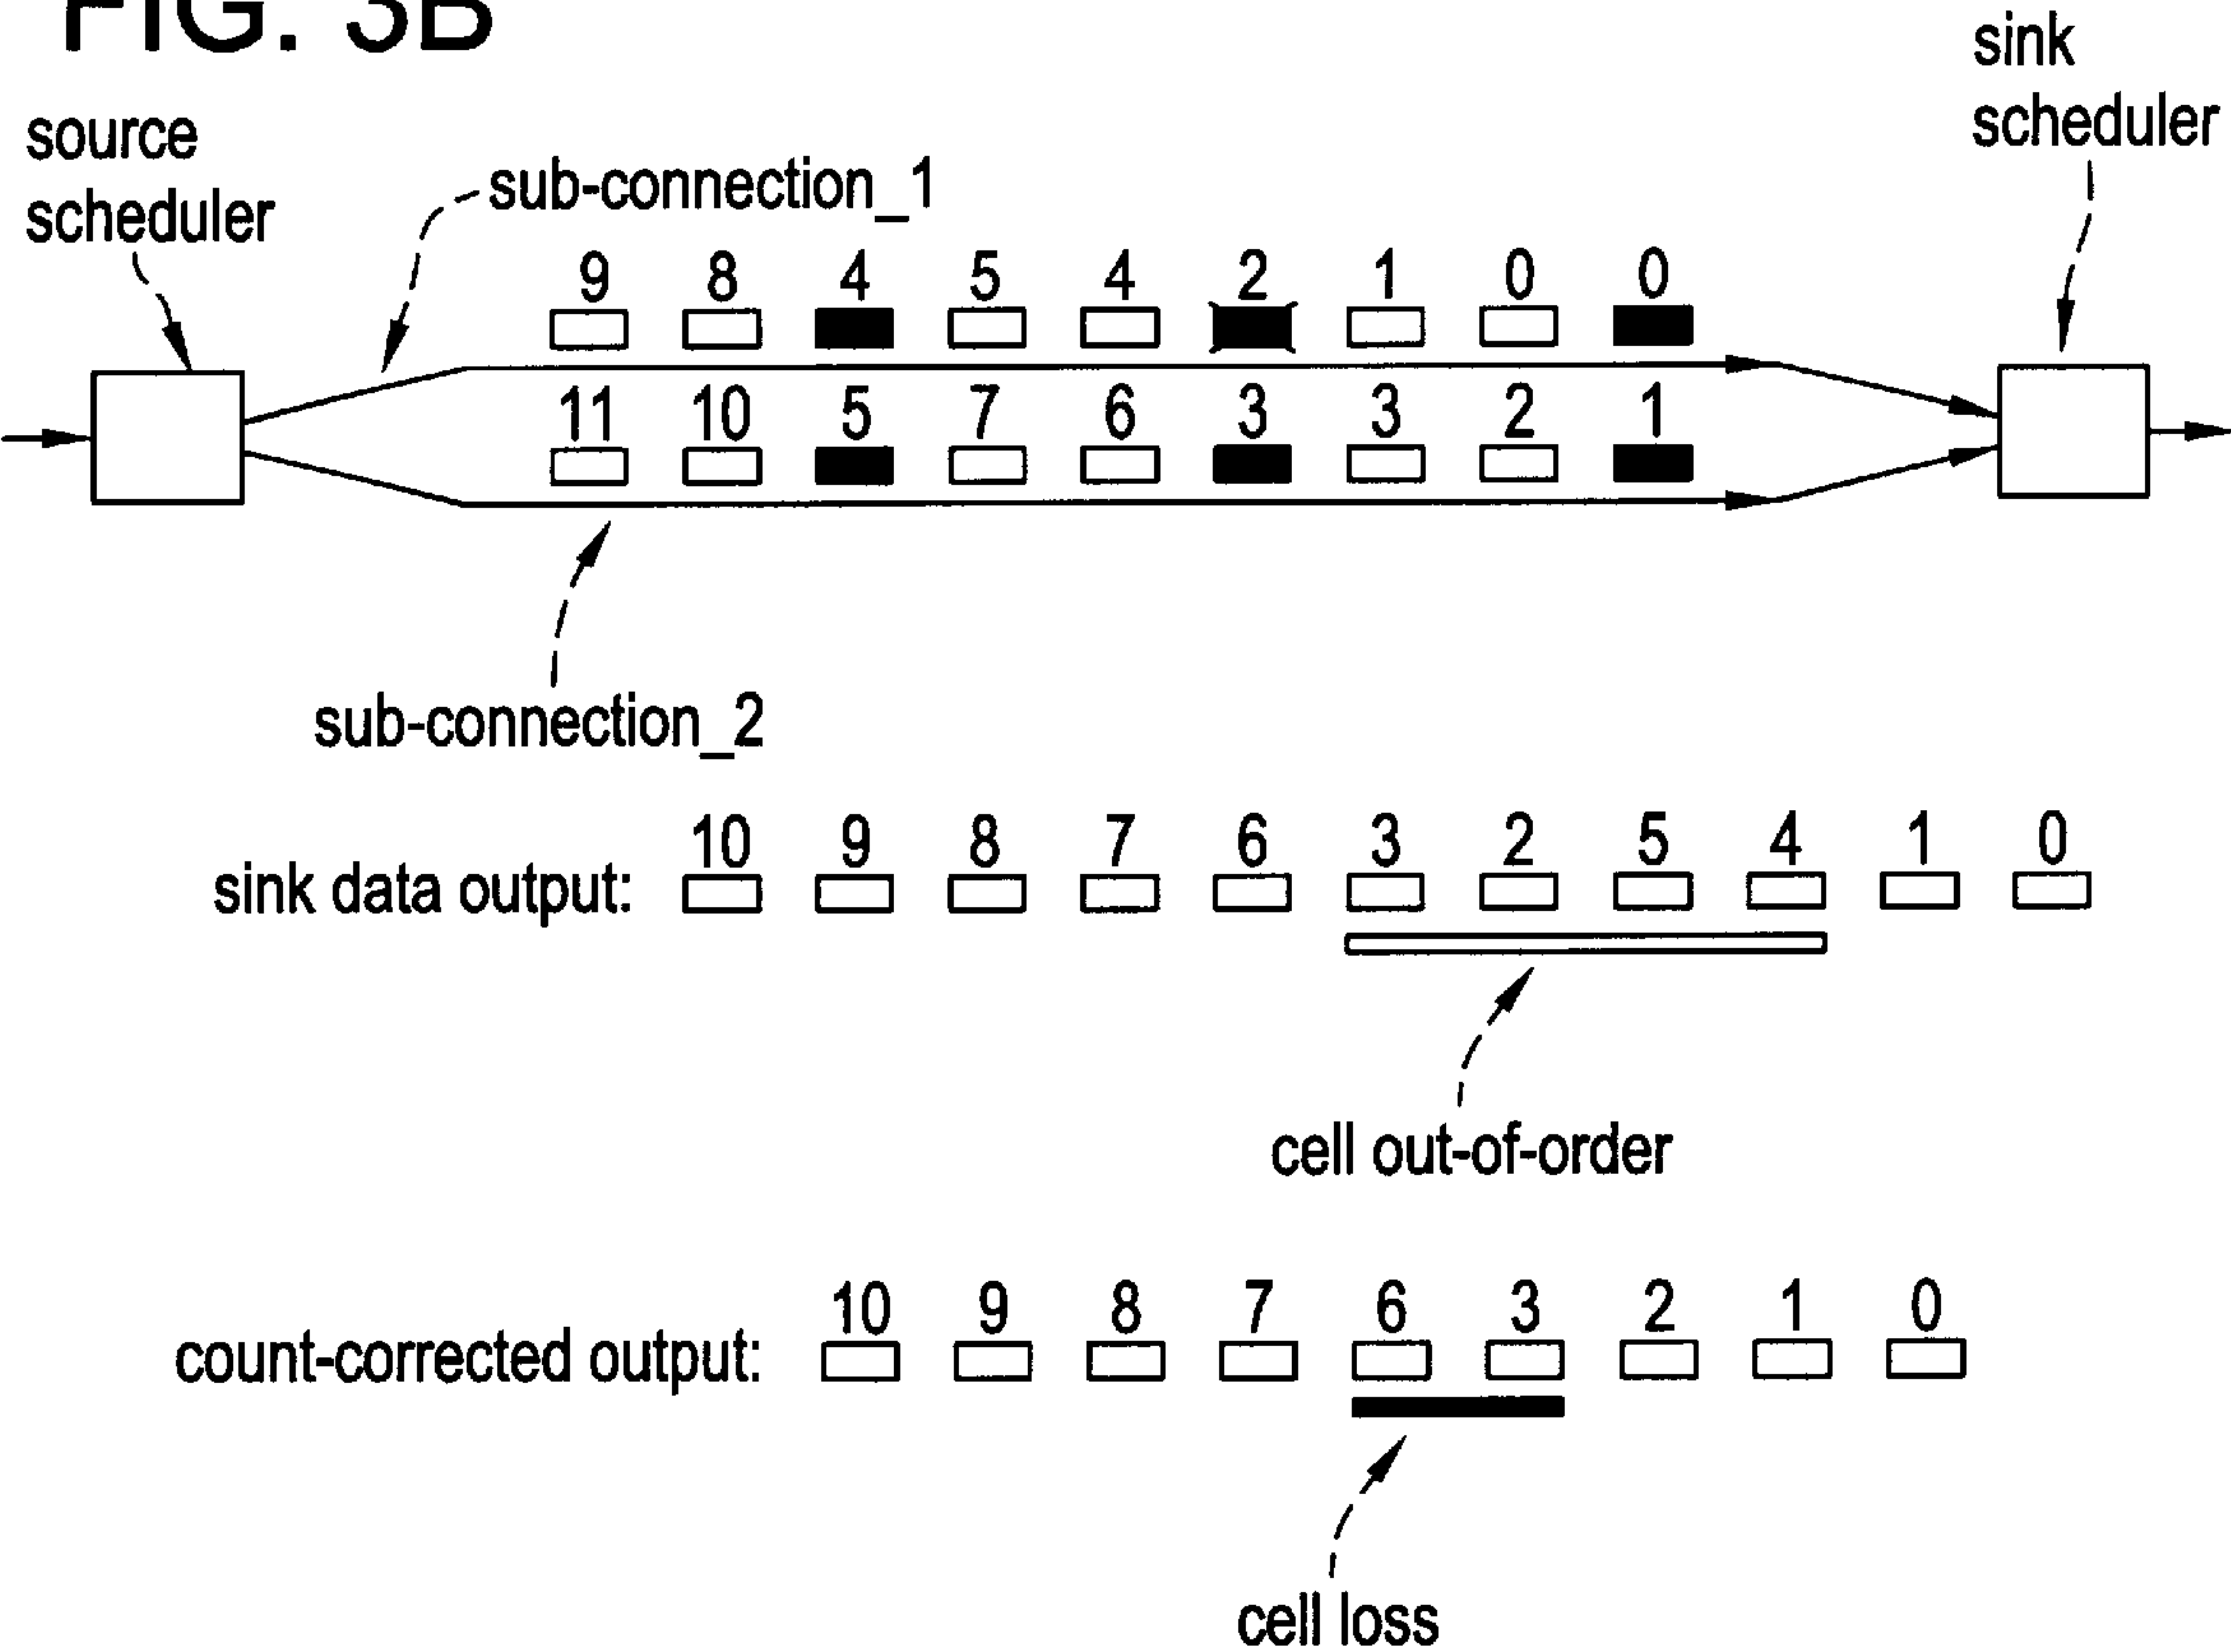 FIG. 3B
sink
scheduler
source
scheduler
sub-connection_1
9 8 4 5 4 2 1 0 0
11 10 5 7 6 3 3 2 1
sub-connection_2
10 9 8 7 6 3 2 5 4 1 0
sink data output:
cell out-of-order
10 9 8 7 6 3 2 1 0
count-corrected output:
cell loss